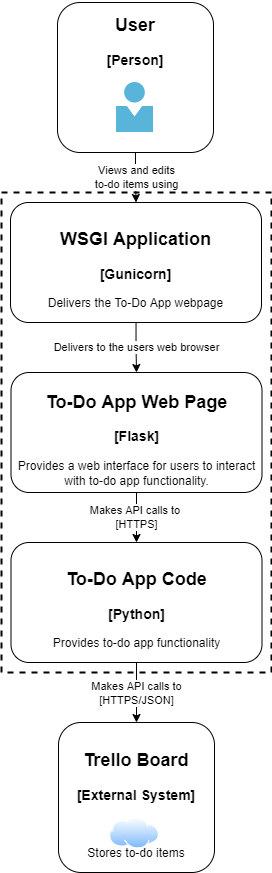 User
[Person]
Views and edits
to-do items using
WSGI Application
[Gunicorn]
Delivers the To-Do App webpage
Delivers to the users web browser
To-Do App Web Page
[Flask]
Provides a web interface for users to interact
with to-do app functionality.
Makes API calls to
[HTTPS]
To-Do App Code
[Python]
Provides to-do app functionality
Makes API calls to
[HTTPS/JSON]
Trello Board
[External System]
Stores to-do items